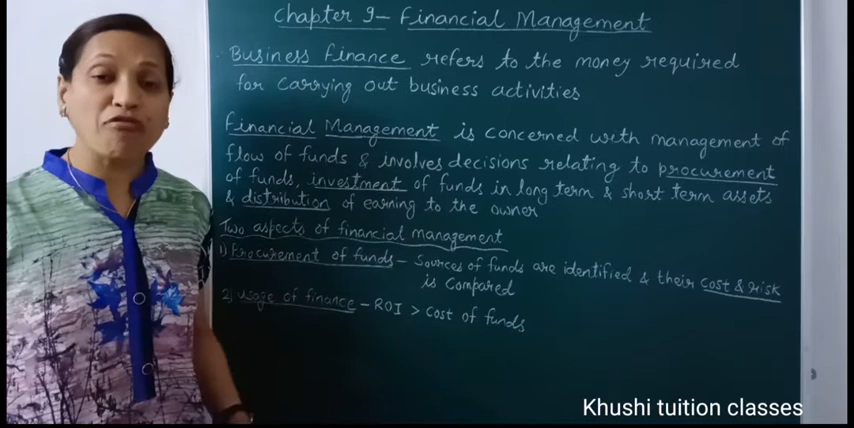 Chapter 9 - Financial Management
Business Finance refers to the money required
for carrying out business activities
Financial Management is concerned with management of
flow of funds & involves decisions relating to procurement
of funds, investment of funds in long term & short term assets
& distribution of earning to the owner
Two aspects of financial management
1) Procurement of funds - Sources of funds are identified & their cost & risk
is compared
2) Usage of finance - ROI > Cost of funds
Khushi tuition classes